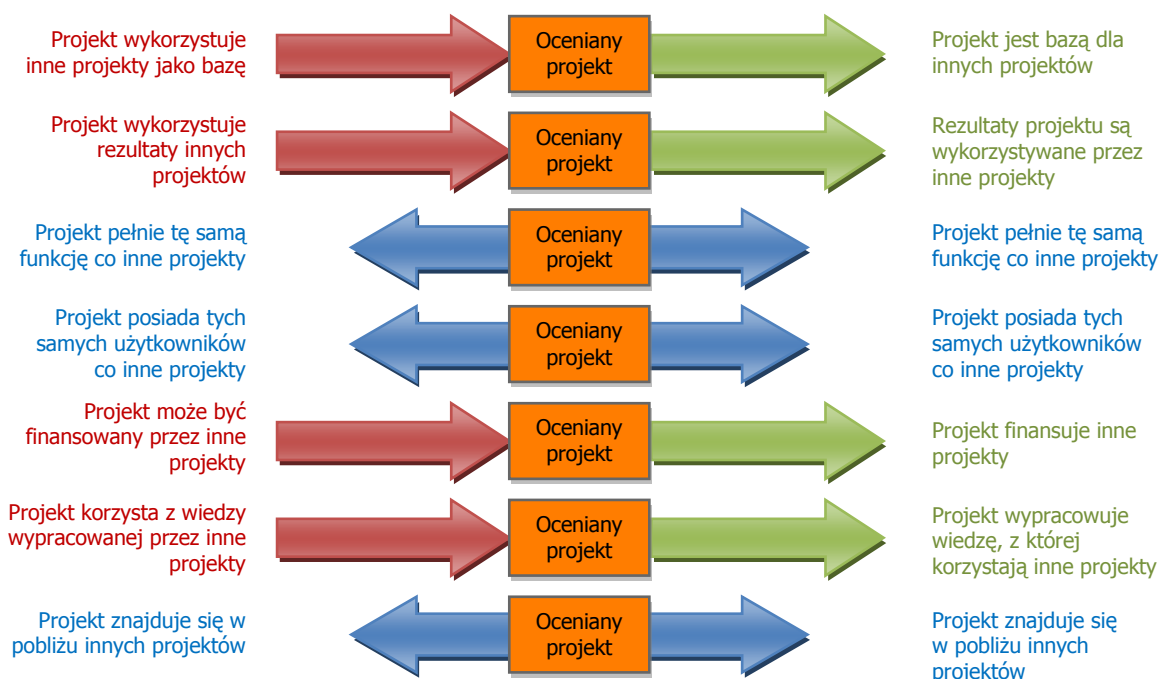 Projekt wykorzystuje
inne projekty jako bazę
Oceniany
projekt
Projekt jest bazą dla
innych projektów
Projekt wykorzystuje
rezultaty innych
projektów
Oceniany
projekt
Rezultaty projektu są
wykorzystywane przez
inne projekty
Projekt pełnie tę samą
funkcję co inne projekty
Oceniany
projekt
Projekt pełnie tę samą
funkcję co inne projekty
Projekt posiada tych
samych użytkowników
co inne projekty
Oceniany
projekt
Projekt posiada tych
samych użytkowników
co inne projekty
Projekt może być
finansowany przez inne
projekty
Oceniany
projekt
Projekt finansuje inne
projekty
Projekt korzysta z wiedzy
wypracowanej przez inne
projekty
Oceniany
projekt
Projekt wypracowuje
wiedzę, z której
korzystają inne projekty
Projekt znajduje się w
pobliżu innych projektów
Oceniany
projekt
Projekt znajduje się
w pobliżu innych
projektów